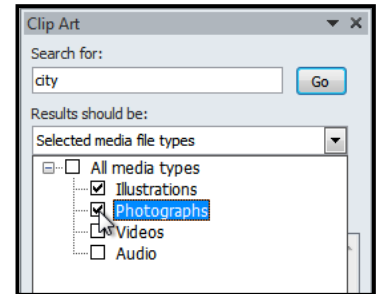 Clip Art
Search for:
city Go
Results should be:
Selected media file types
All media types
Illustrations
Photographs
Videos
Audio